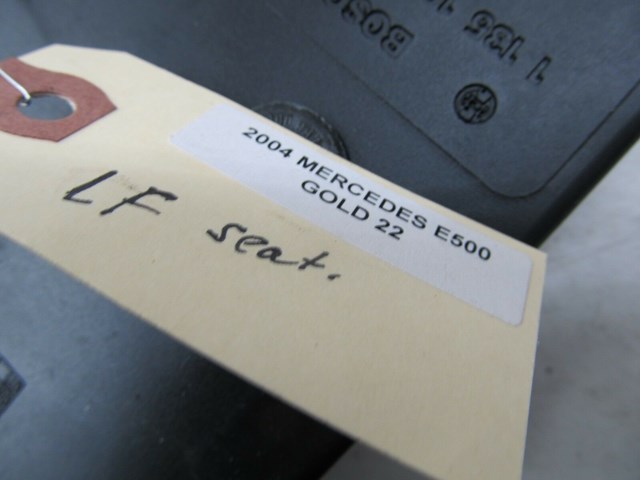 2004 MERCEDES E500
GOLD 22
LF seat.